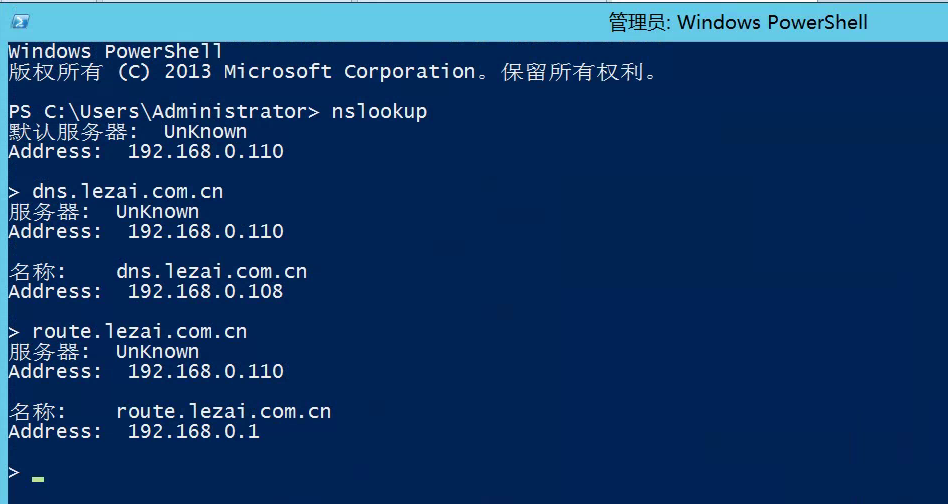 管理员: Windows PowerShell
Windows PowerShell
版权所有 (C) 2013 Microsoft Corporation。保留所有权利。
PS C:\Users\Administrator> nslookup
默认服务器:  UnKnown
Address:  192.168.0.110
> dns.lezai.com.cn
服务器:  UnKnown
Address:  192.168.0.110
名称:    dns.lezai.com.cn
Address:  192.168.0.108
> route.lezai.com.cn
服务器:  UnKnown
Address:  192.168.0.110
名称:    route.lezai.com.cn
Address:  192.168.0.1
>